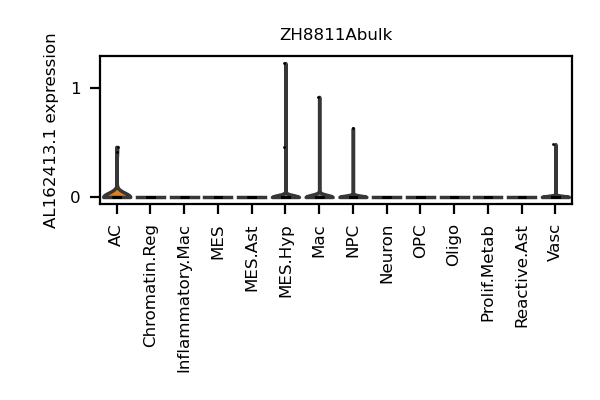 ZH8811Abulk
AL162413.1 expression
1
0
AC
Chromatin.Reg
Inflammatory.Mac
MES
MES.Ast
MES.Hyp
Mac
NPC
Neuron
OPC
Oligo
Prolif.Metab
Reactive.Ast
Vasc